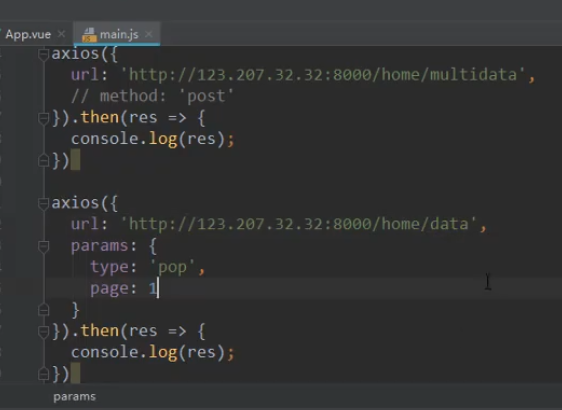 App.vue
main.js
axios({
url: 'http://123.207.32.32:8000/home/multidata',
// method: 'post'
}).then(res => {
console.log(res);
})
axios({
url: 'http://123.207.32.32:8000/home/data',
params: {
type: 'pop',
page: 1
}
}).then(res => {
console.log(res);
})
params